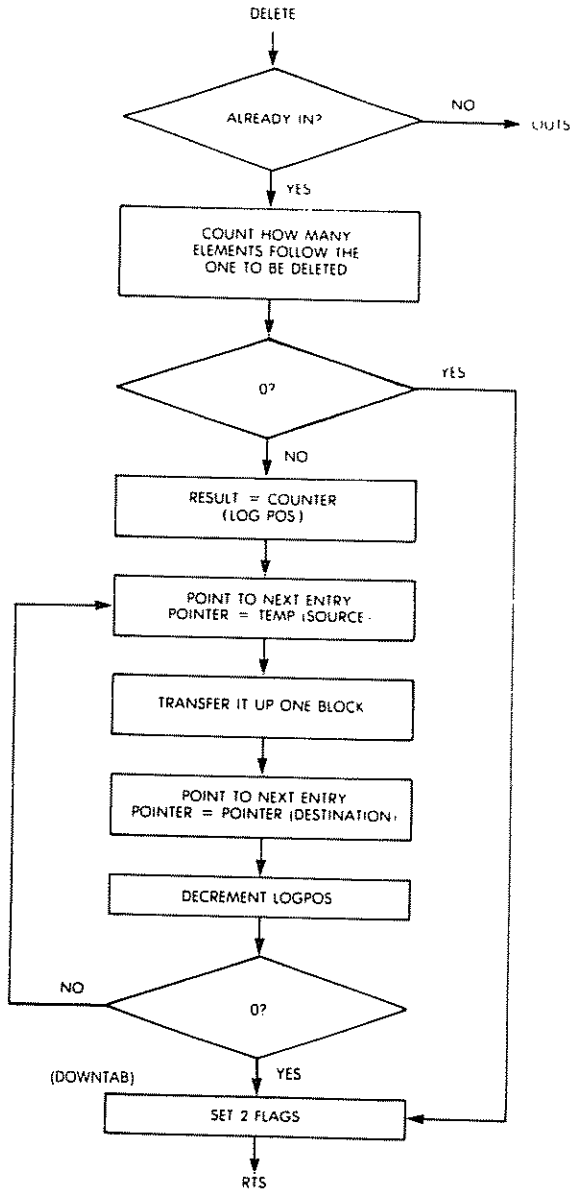 DELETE
ALREADY IN?
NO
OUTS
YES
COUNT HOW MANY
ELEMENTS FOLLOW THE
ONE TO BE DELETED
0?
YES
NO
RESULT = COUNTER
(LOG POS)
POINT TO NEXT ENTRY
POINTER = TEMP (SOURCE)
TRANSFER IT UP ONE BLOCK
POINT TO NEXT ENTRY
POINTER = POINTER (DESTINATION)
DECREMENT LOGPOS
NO
0?
YES
(DOWNTAB)
SET 2 FLAGS
RTS